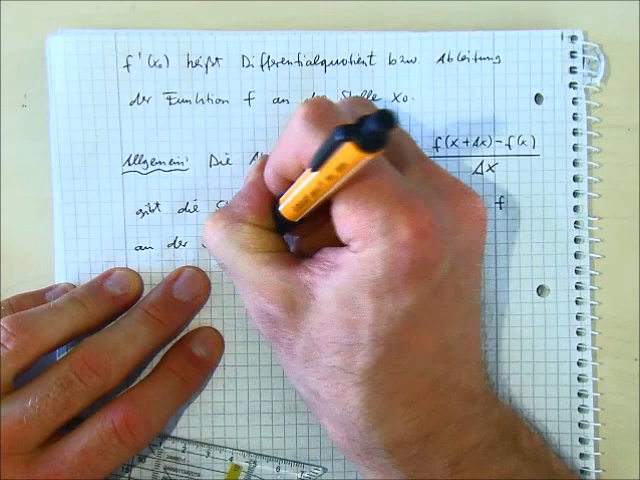 f'(x₀) heißt Differentialquotient bzw. Ableitung
der Funktion f an der Stelle x₀.
Allgemein: Die f(x+Δx)-f(x)
Δx
gibt die f
an der